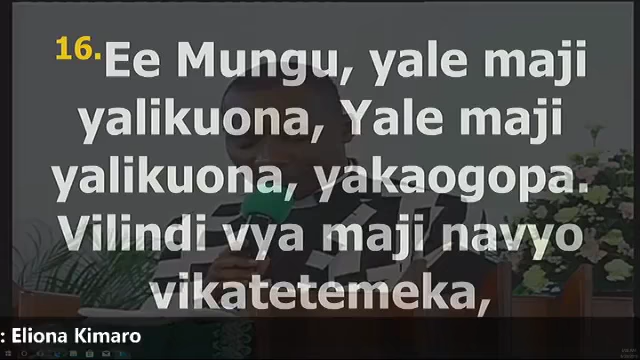 16. Ee Mungu, yale maji
yalikuona, Yale maji
yalikuona, yakaogopa.
Vilindi vya maji navyo
vikatetemeka,
: Eliona Kimaro